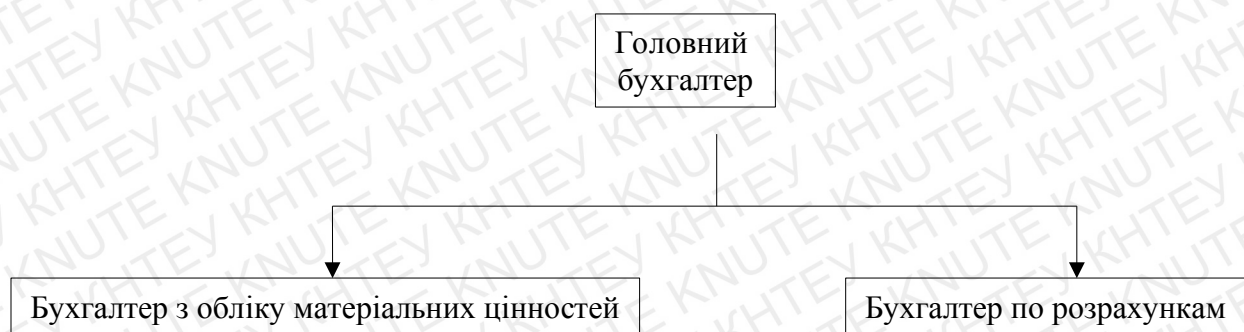 Головний
бухгалтер
Бухгалтер з обліку матеріальних цінностей
Бухгалтер по розрахункам